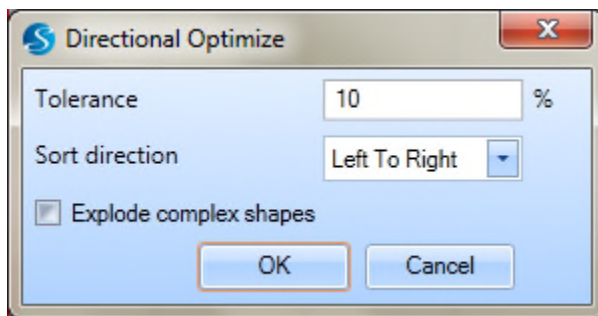 Directional Optimize
Tolerance 10 %
Sort direction Left To Right
Explode complex shapes
OK Cancel